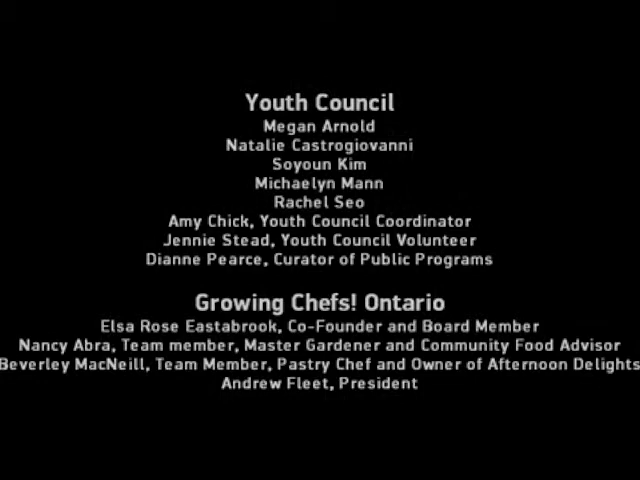 Youth Council
Megan Arnold
Natalie Castrogiovanni
Soyoun Kim
Michaelyn Mann
Rachel Seo
Amy Chick, Youth Council Coordinator
Jennie Stead, Youth Council Volunteer
Dianne Pearce, Curator of Public Programs
Growing Chefs! Ontario
Elsa Rose Eastabrook, Co-Founder and Board Member
Nancy Abra, Team member, Master Gardener and Community Food Advisor
Beverley MacNeill, Team Member, Pastry Chef and Owner of Afternoon Delights
Andrew Fleet, President